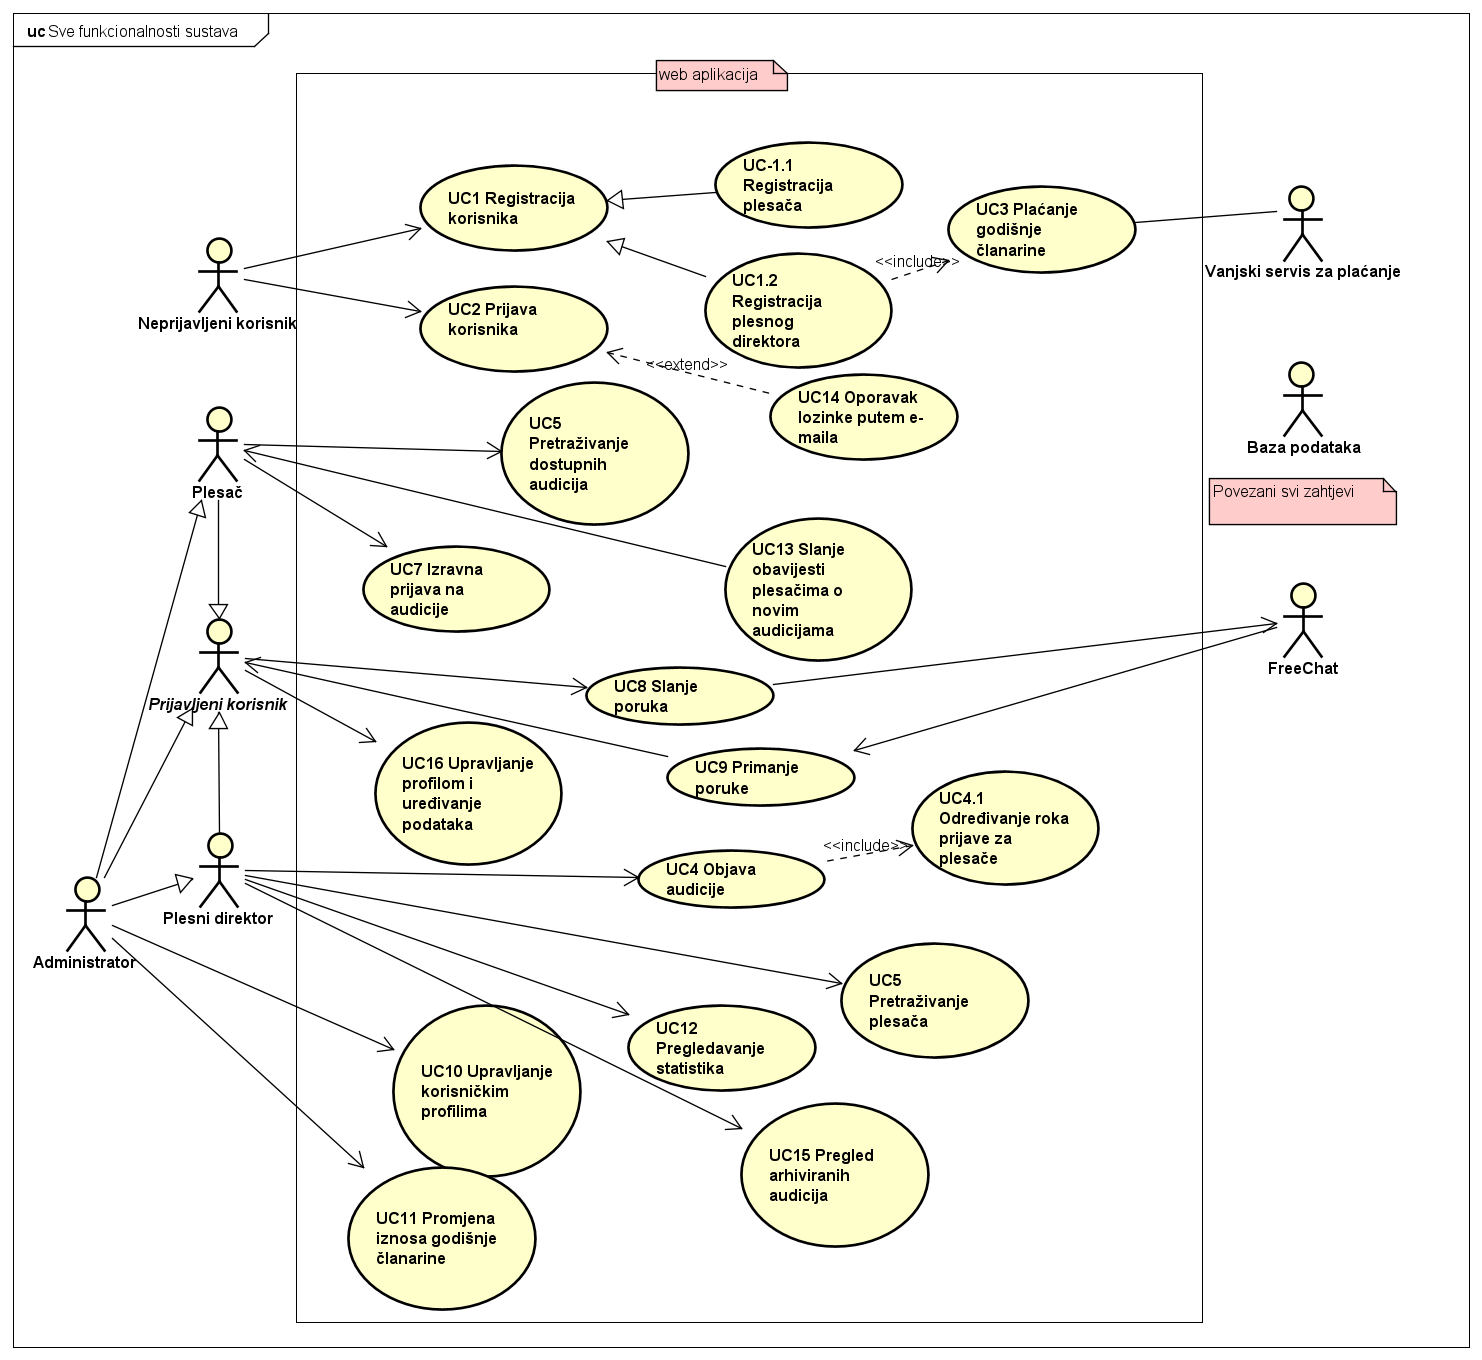 uc Sve funkcionalnosti sustava
web aplikacija
UC-1.1
Registracija
plesača
UC1 Registracija
korisnika
UC3 Plaćanje
godišnje
članarine
Vanjski servis za plaćanje
<<include>>
UC1.2
Registracija
plesnog
direktora
Neprijavljeni korisnik
UC2 Prijava
korisnika
<<extend>>
UC14 Oporavak
lozinke putem e-
maila
Baza podataka
Povezani svi zahtjevi
Plesač
UC5
Pretraživanje
dostupnih
audicija
UC7 Izravna
prijava na
audicije
UC13 Slanje
obavijesti
plesačima o
novim
audicijama
FreeChat
Prijavljeni korisnik
UC8 Slanje
poruka
UC16 Upravljanje
profilom i
uređivanje
podataka
UC9 Primanje
poruke
UC4.1
Određivanje roka
prijave za
plesače
<<include>>
UC4 Objava
audicije
Plesni direktor
Administrator
UC5
Pretraživanje
plesača
UC12
Pregledavanje
statistika
UC10 Upravljanje
korisničkim
profilima
UC15 Pregled
arhiviranih
audicija
UC11 Promjena
iznosa godišnje
članarine